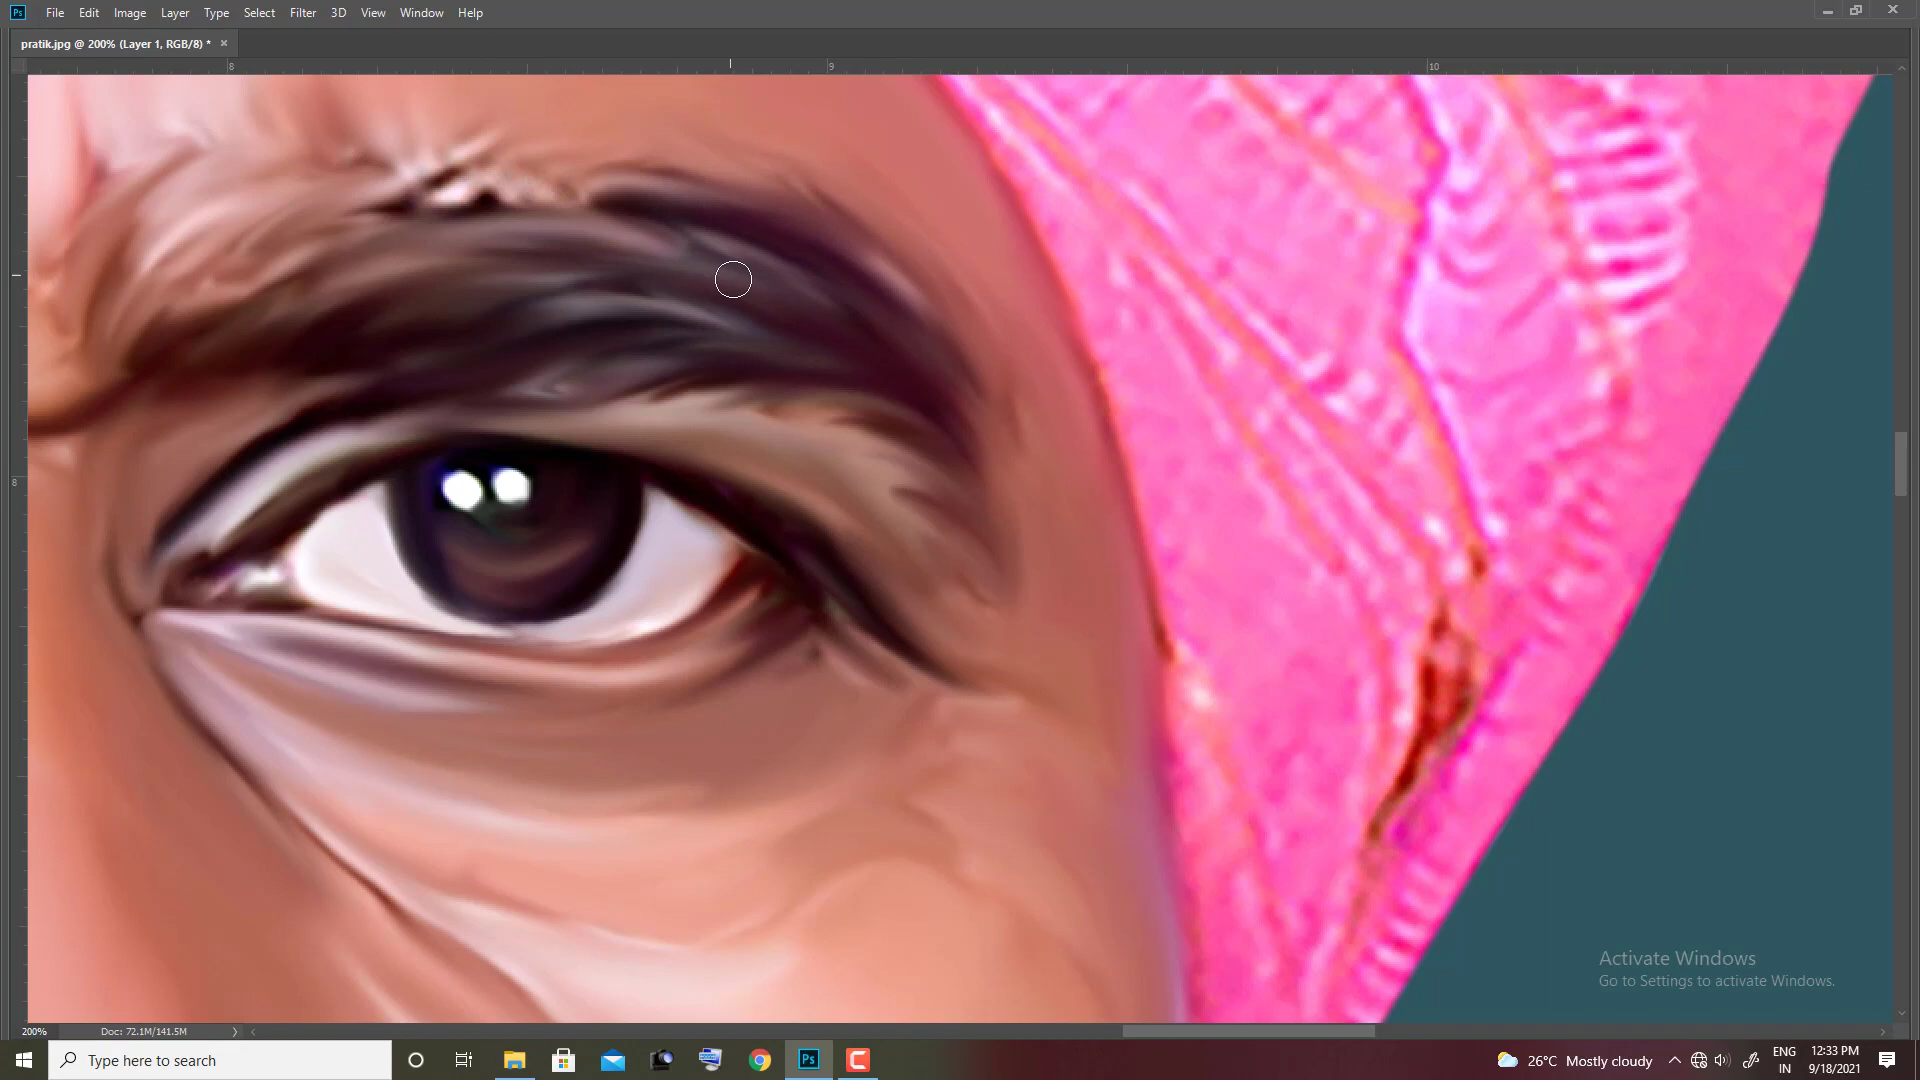 Ps File Edit Image Layer Type Select Filter 3D View Window Help
pratik.jpg @ 200% (Layer 1, RGB/8) * ×
8 9 10
8
Activate Windows
Go to Settings to activate Windows.
200% Doc: 72.1M/141.5M
Type here to search
Ps
26°C Mostly cloudy
ENG
IN
12:33 PM
9/18/2021